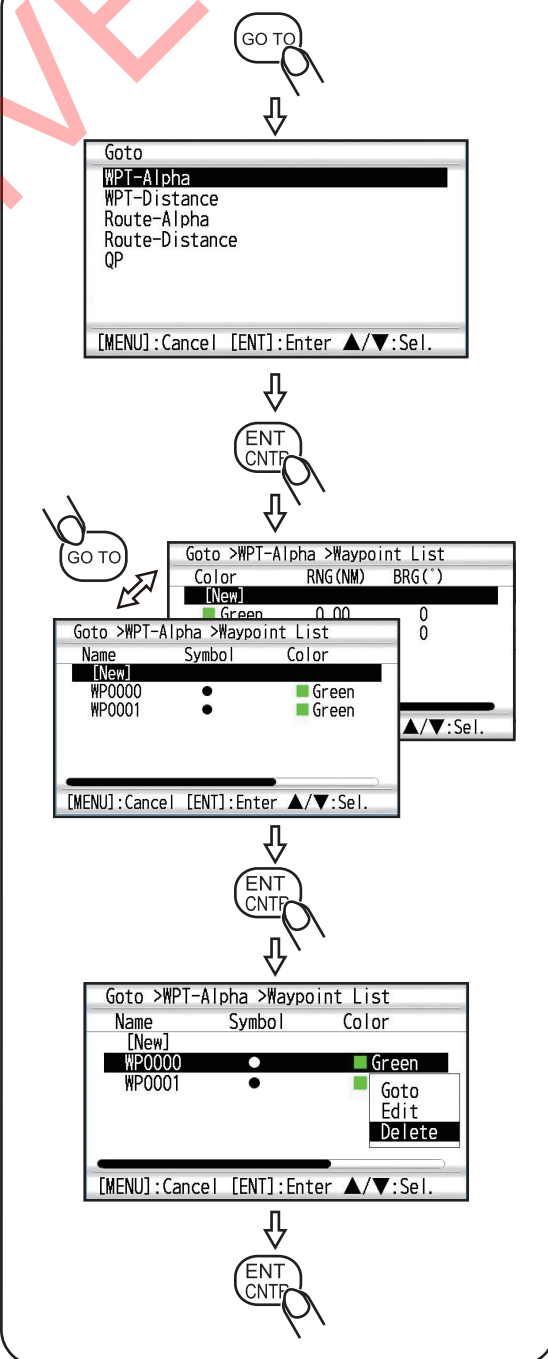 GO TO
Goto
WPT-Alpha
WPT-Distance
Route-Alpha
Route-Distance
QP
[MENU]:Cancel [ENT]:Enter ▲/▼:Sel.
ENT
CNTR
GO TO
Goto >WPT-Alpha >Waypoint List
Color RNG(NM) BRG(°)
[New]
Green 0.00 0
0
▲/▼:Sel.
Goto >WPT-Alpha >Waypoint List
Name Symbol Color
[New]
WP0000 ● Green
WP0001 ● Green
[MENU]:Cancel [ENT]:Enter ▲/▼:Sel.
ENT
CNTR
Goto >WPT-Alpha >Waypoint List
Name Symbol Color
[New]
WP0000 ● Green
WP0001 ●
Goto
Edit
Delete
[MENU]:Cancel [ENT]:Enter ▲/▼:Sel.
ENT
CNTR